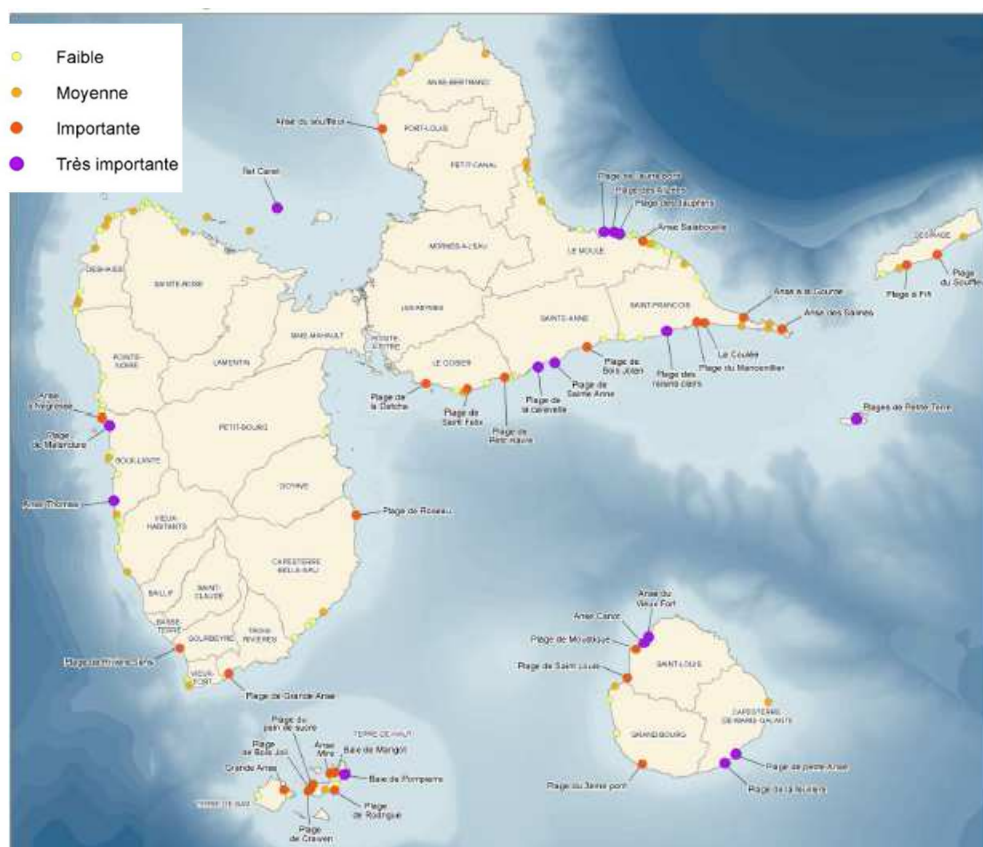 Faible
Moyenne
Importante
Très importante
ANSE-BERTRAND
Anse du souffleur
PORT-LOUIS
PETIT-CANAL
Ilet Caret
Plage des Alizées
Plage des dauphins
Anse Salabouelle
MORNE-A-L'EAU
LE MOULE
DESIRADE
Plage à Fifi
Plage
du Souffleur
DESHAIES
SAINTE-ROSE
LES ABYMES
SAINTE-ANNE
SAINT-FRANCOIS
Anse à la Gourde
Anse des Salines
BAIE-MAHAULT
POINTE-
A-PITRE
LE GOSIER
LAMENTIN
POINTE-
NOIRE
La Coulée
Plage du Mancenillier
Plage de
Bois Jolan
Plage des
raisins clairs
Plage de
Sainte Anne
Plage de
la caravelle
Plage de
Petit Havre
Plage de
Saint Felix
Plage de
la Datcha
Anse
à Négresse
Plage
de Malendure
PETIT-BOURG
Plages de Petite Terre
BOUILLANTE
GOYAVE
Anse Thomas
VIEUX-
HABITANTS
Plage de Roseau
CAPESTERRE
BELLE-EAU
BAILLIF
SAINT-
CLAUDE
BASSE-
TERRE
GOURBEYRE
TROIS-
RIVIERES
VIEUX-
FORT
Plage de Grande Anse
Anse du
Vieux Fort
Anse Canot
Plage de Moustique
SAINT-LOUIS
Plage de Saint Louis
CAPESTERRE
DE-MARIE-GALANTE
GRAND-BOURG
Plage de petite Anse
Plage de la feuillère
Plage du 3ème pont
Plage du
pain de sucre
TERRE-DE-HAUT
Plage
de Bois Joli
Anse
Mire
Baie de Marigot
Grande Anse
Baie de Pompierre
TERRE-DE-BAS
Plage
de Rodrigue
Plage
de Crawen